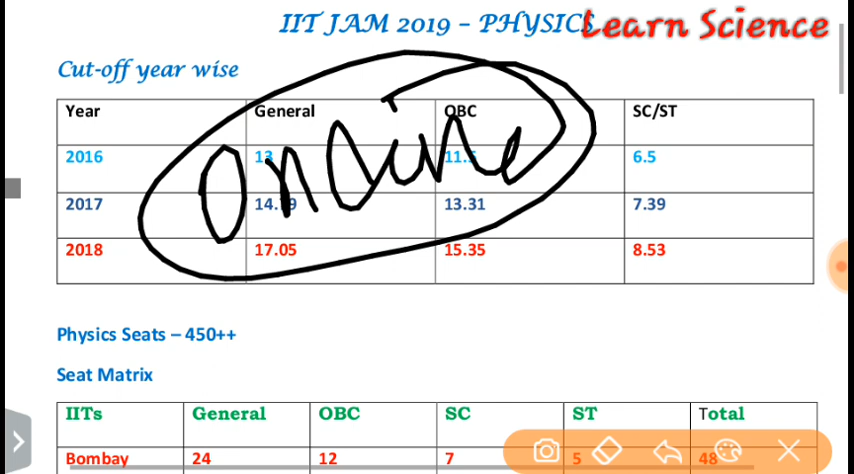 IIT JAM 2019 – PHYSICS
Learn Science
Cut-off year wise
Year General OBC SC/ST
2016 6.5
2017 13.31 7.39
2018 17.05 15.35 8.53
online
Physics Seats – 450++
Seat Matrix
IITs General OBC SC ST Total
Bombay 24 12 7 5 48